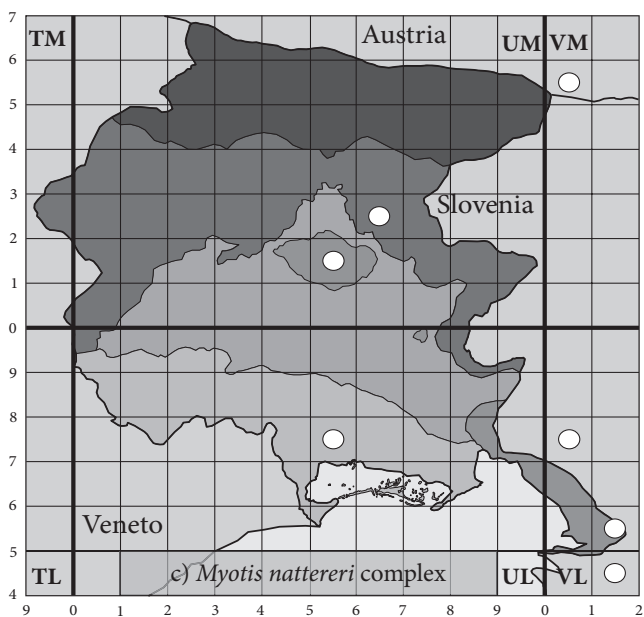 7
TM Austria UM VM
6
5
4
3
Slovenia
2
1
0
9
8
7
6
Veneto
5
TL c) Myotis nattereri complex UL VL
4
9 0 1 2 3 4 5 6 7 8 9 0 1 2